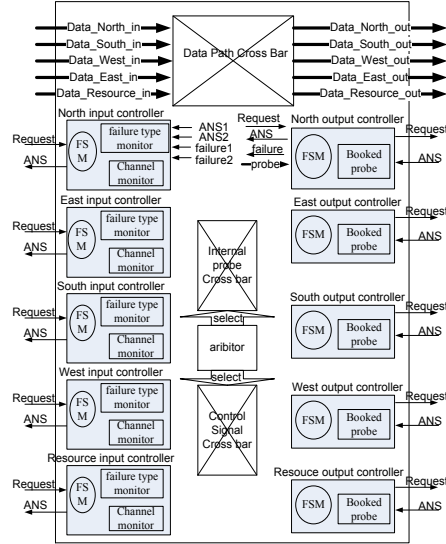 Data_North_in
Data_South_in
Data_West_in
Data_East_in
Data_Resource_in
Data Path Cross Bar
Data_North_out
Data_South_out
Data_West_out
Data_East_out
Data_Resource_out
North input controller
Request
ANS
FS
M
failure type
monitor
Channel
monitor
ANS1
ANS2
failure1
failure2
Request
ANS
failure
probe
North output controller
FSM
Booked
probe
Request
ANS
East input controller
Request
ANS
FS
M
failure type
monitor
Channel
monitor
Internal
probe
Cross bar
East output controller
FSM
Booked
probe
Request
ANS
South input controller
Request
ANS
FS
M
failure type
monitor
Channel
monitor
select
aribitor
select
South output controller
FSM
Booked
probe
Request
ANS
West input controller
Request
ANS
FS
M
failure type
monitor
Channel
monitor
Control
Signal
Cross bar
West output controller
FSM
Booked
probe
Request
ANS
Resource input controller
Request
ANS
FS
M
failure type
monitor
Channel monitor
Resouce output controller
FSM
Booked
probe
Request
ANS